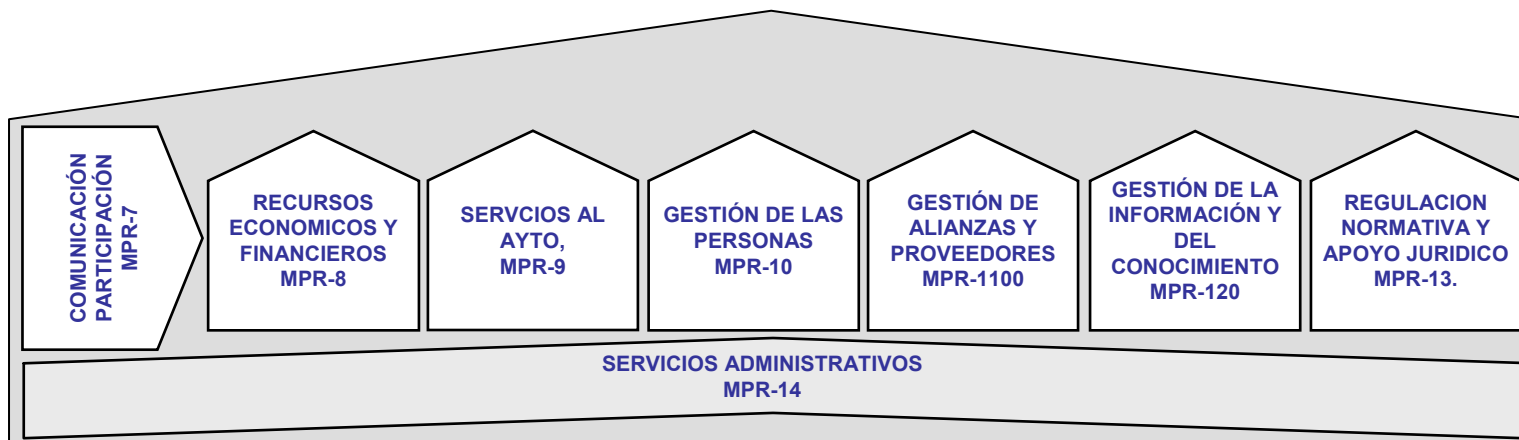 COMUNICACIÓN
PARTICIPACIÓN
MPR-7
RECURSOS
ECONOMICOS Y
FINANCIEROS
MPR-8
SERVCIOS AL
AYTO,
MPR-9
GESTIÓN DE LAS
PERSONAS
MPR-10
GESTIÓN DE
ALIANZAS Y
PROVEEDORES
MPR-1100
GESTIÓN DE LA
INFORMACIÓN Y
DEL
CONOCIMIENTO
MPR-120
REGULACION
NORMATIVA Y
APOYO JURIDICO
MPR-13.
SERVICIOS ADMINISTRATIVOS
MPR-14